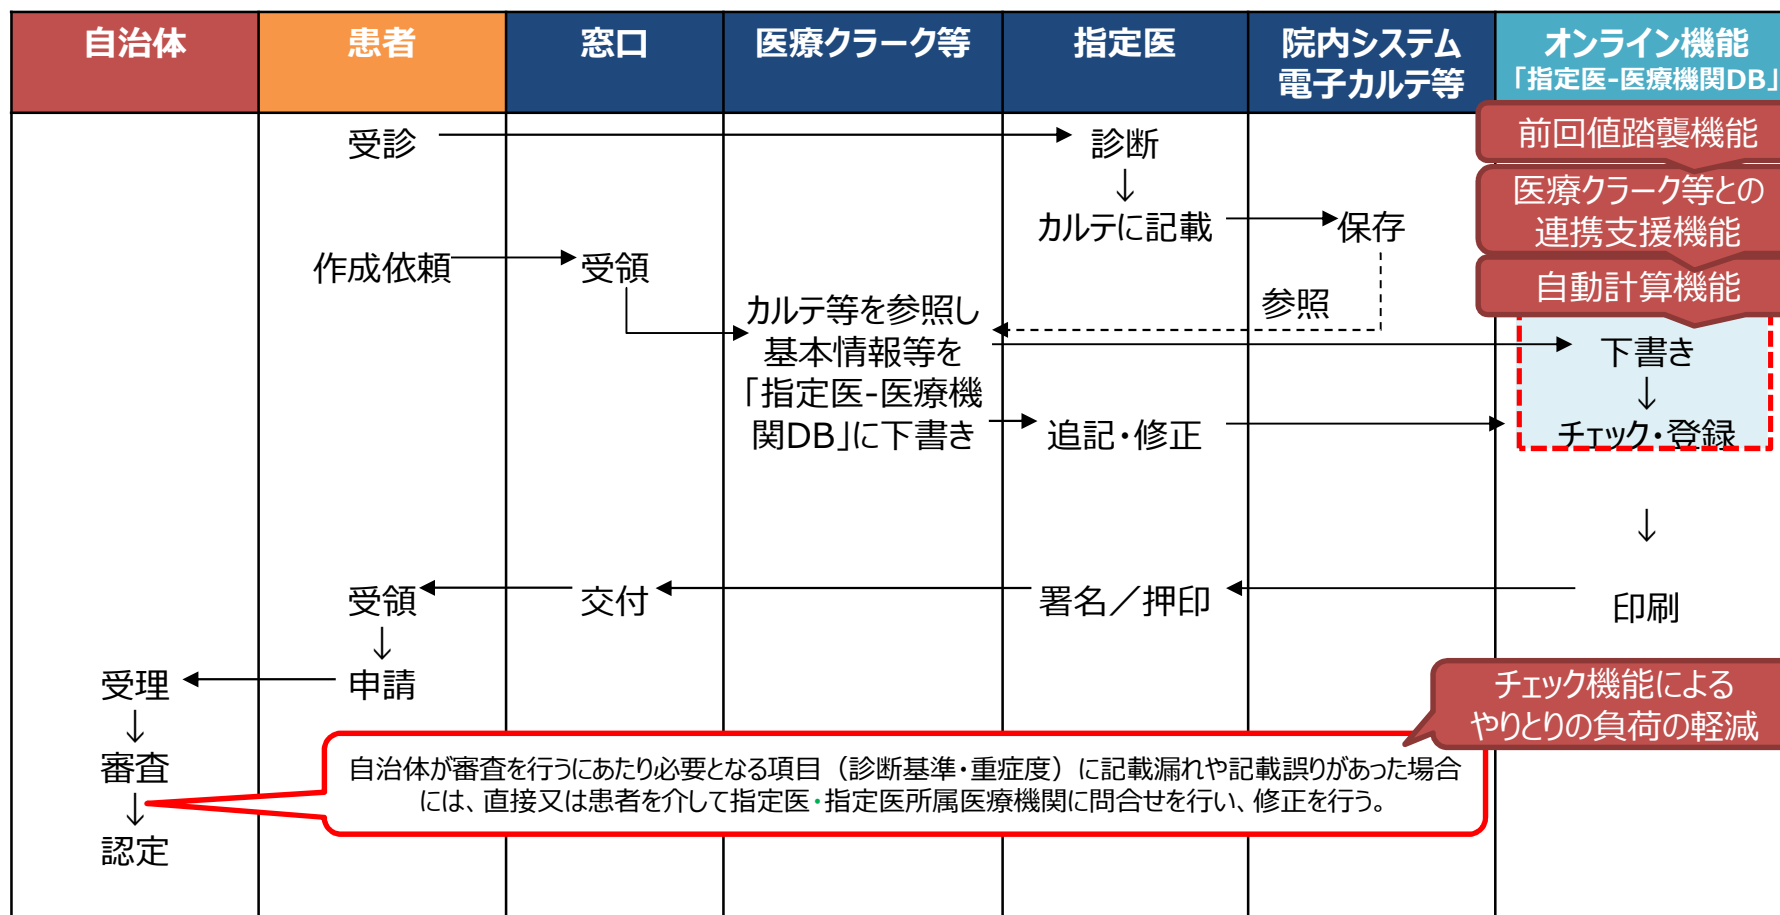 自治体
患者
窓口
医療クラーク等
指定医
院内システム
電子カルテ等
オンライン機能
「指定医-医療機関DB」
前回値踏襲機能
受診
診断
↓
医療クラーク等との
連携支援機能
カルテに記載
保存
作成依頼
受領
自動計算機能
参照
カルテ等を参照し
基本情報等を
「指定医-医療機
関DB」に下書き
下書き
↓
追記・修正
チェック・登録
↓
受領
交付
署名／押印
印刷
↓
受理
申請
チェック機能による
やりとりの負荷の軽減
↓
審査
自治体が審査を行うにあたり必要となる項目（診断基準・重症度）に記載漏れや記載誤りがあった場合
には、直接又は患者を介して指定医・指定医所属医療機関に問合せを行い、修正を行う。
↓
認定